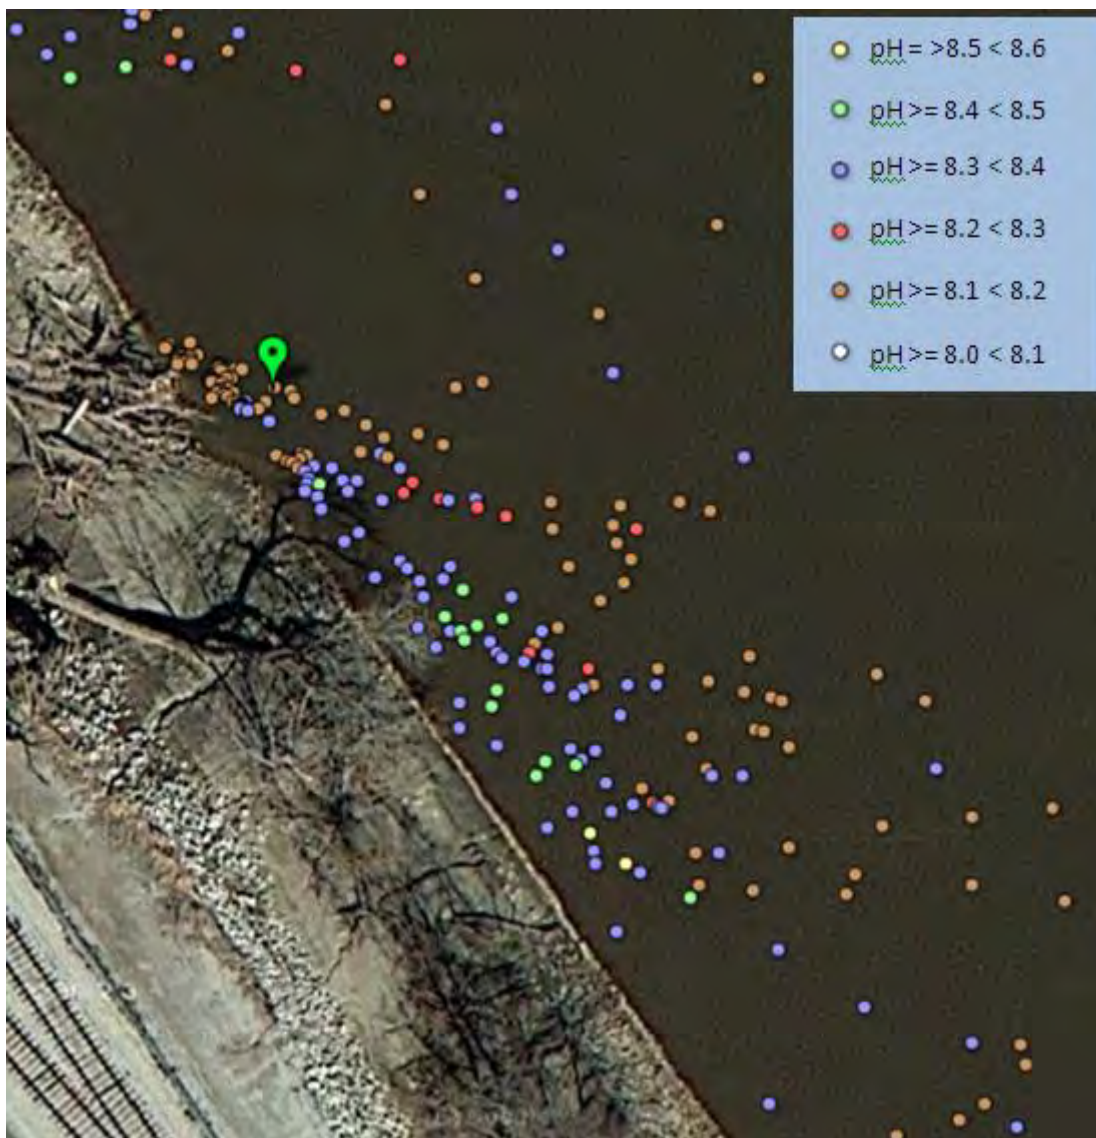 pH = >8.5 < 8.6
pH >= 8.4 < 8.5
pH >= 8.3 < 8.4
pH >= 8.2 < 8.3
pH >= 8.1 < 8.2
pH >= 8.0 < 8.1